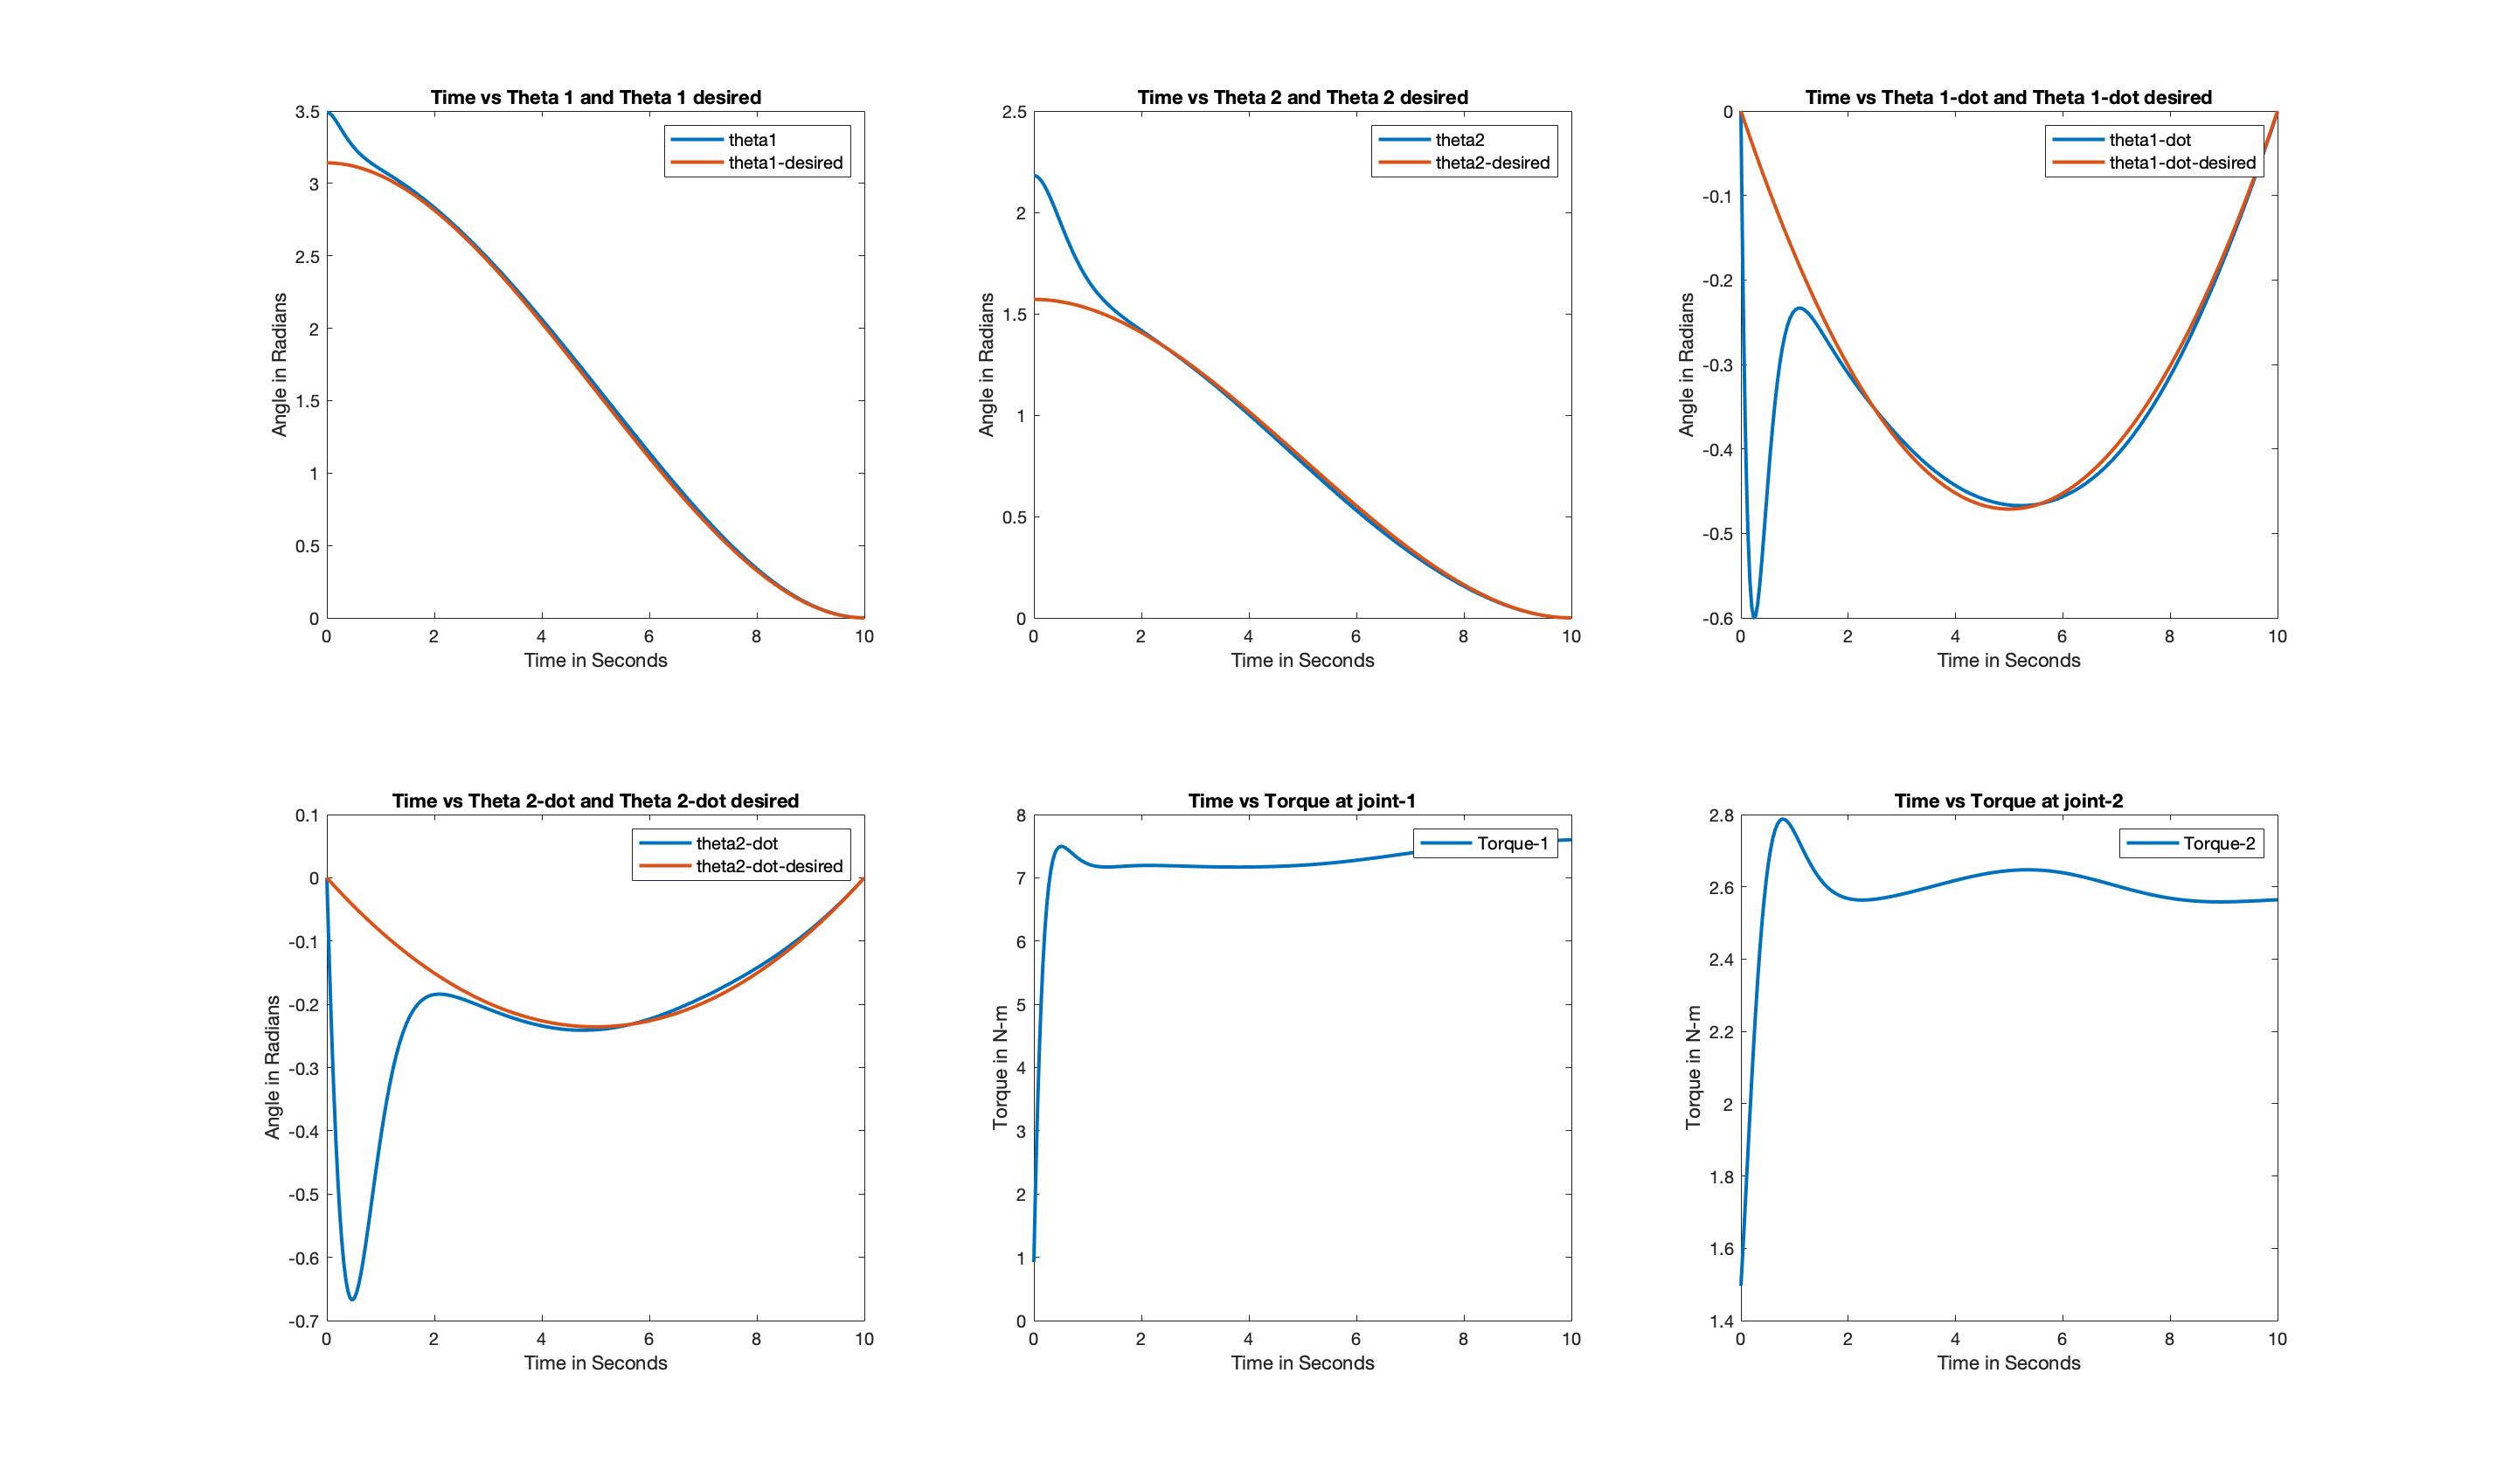 Time vs Theta 1 and Theta 1 desired
3.5
3
2.5
2
1.5
1
0.5
0
Angle in Radians
theta1
theta1-desired
0 2 4 6 8 10
Time in Seconds
Time vs Theta 2 and Theta 2 desired
2.5
2
1.5
1
0.5
0
Angle in Radians
theta2
theta2-desired
0 2 4 6 8 10
Time in Seconds
Time vs Theta 1-dot and Theta 1-dot desired
0
-0.1
-0.2
-0.3
-0.4
-0.5
-0.6
Angle in Radians
theta1-dot
theta1-dot-desired
0 2 4 6 8 10
Time in Seconds
Time vs Theta 2-dot and Theta 2-dot desired
0.1
0
-0.1
-0.2
-0.3
-0.4
-0.5
-0.6
-0.7
Angle in Radians
theta2-dot
theta2-dot-desired
0 2 4 6 8 10
Time in Seconds
Time vs Torque at joint-1
8
7
6
5
4
3
2
1
0
Torque in N-m
Torque-1
0 2 4 6 8 10
Time in Seconds
Time vs Torque at joint-2
2.8
2.6
2.4
2.2
2
1.8
1.6
1.4
Torque in N-m
Torque-2
0 2 4 6 8 10
Time in Seconds